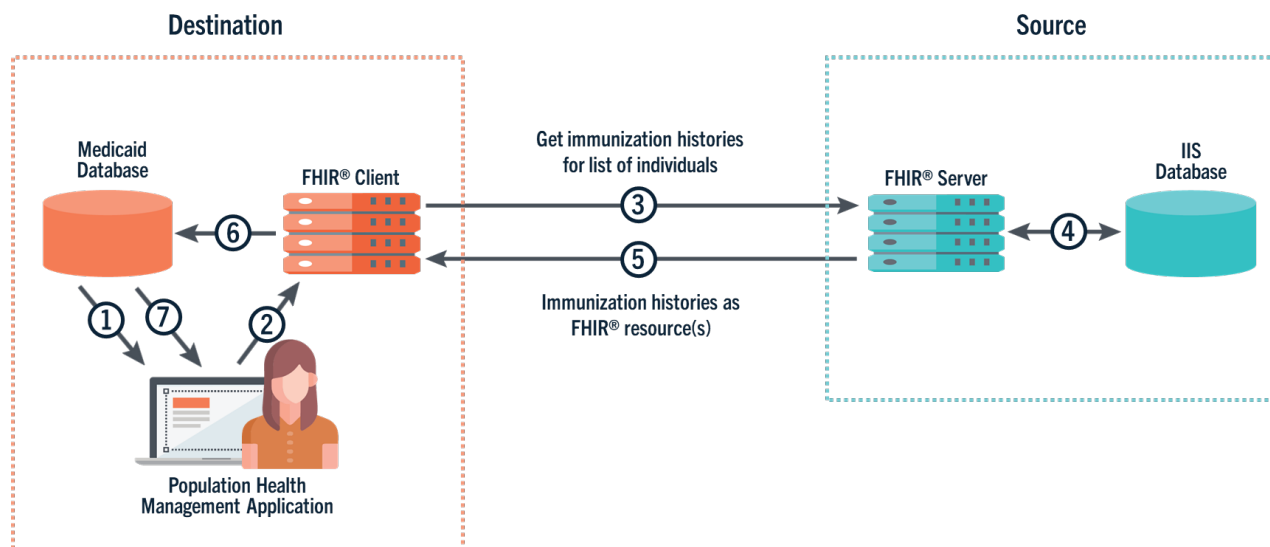 Destination
Source
Medicaid
Database
FHIR® Client
Get immunization histories
for list of individuals
FHIR® Server
IIS
Database
3
6
4
5
Immunization histories as
FHIR® resource(s)
1
7
2
Population Health
Management Application